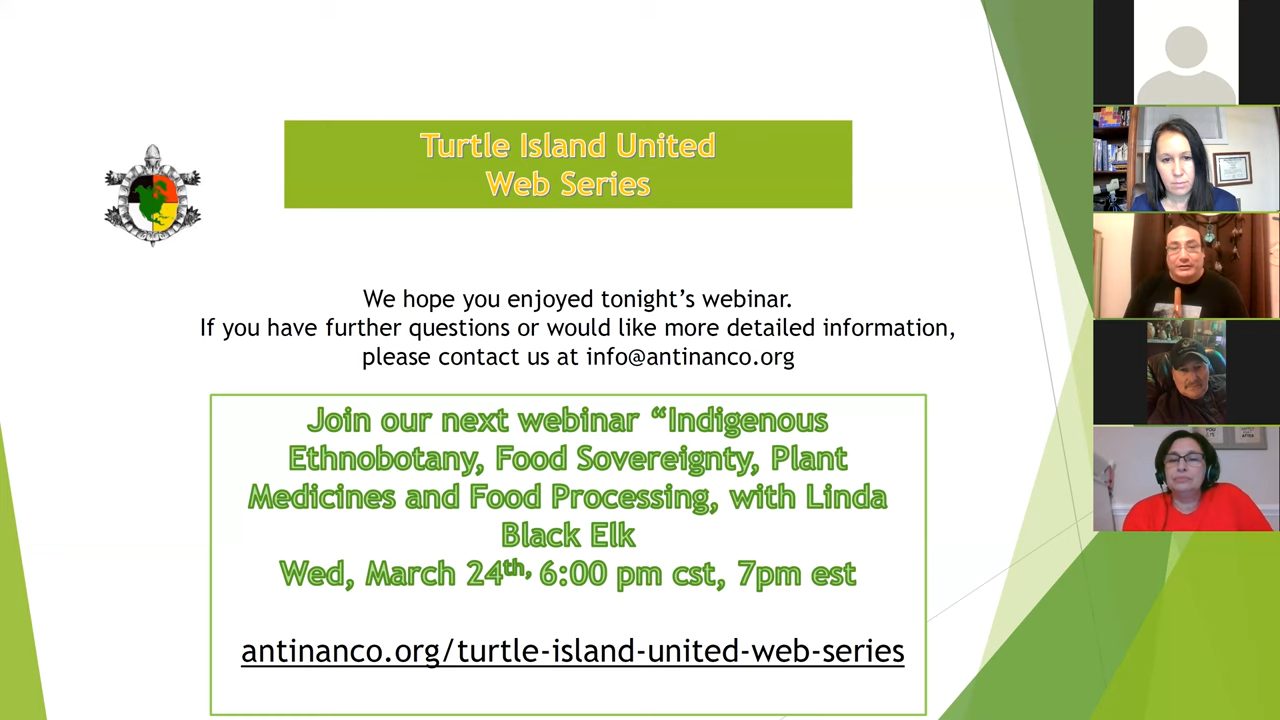 Turtle Island United
Web Series
We hope you enjoyed tonight's webinar.
If you have further questions or would like more detailed information,
please contact us at info@antinanco.org
Join our next webinar “Indigenous
Ethnobotany, Food Sovereignty, Plant
Medicines and Food Processing, with Linda
Black Elk
Wed, March 24th, 6:00 pm cst, 7pm est
antinanco.org/turtle-island-united-web-series